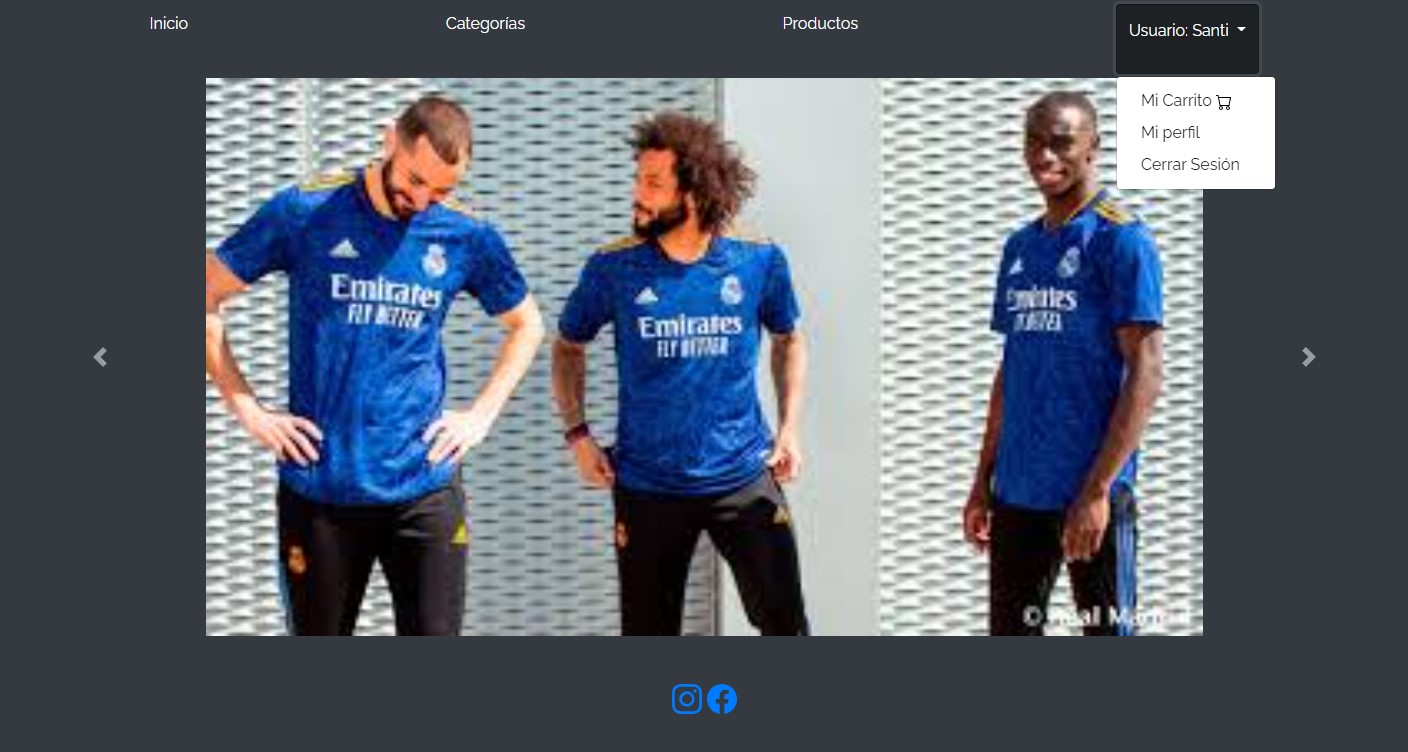 Inicio
Categorías
Productos
Usuario: Santi
Mi Carrito
Mi perfil
Cerrar Sesión
Emirates
FLY BETTER
Emirates
FLY BETTER
Emirates
FLY BETTER
© Real Madrid